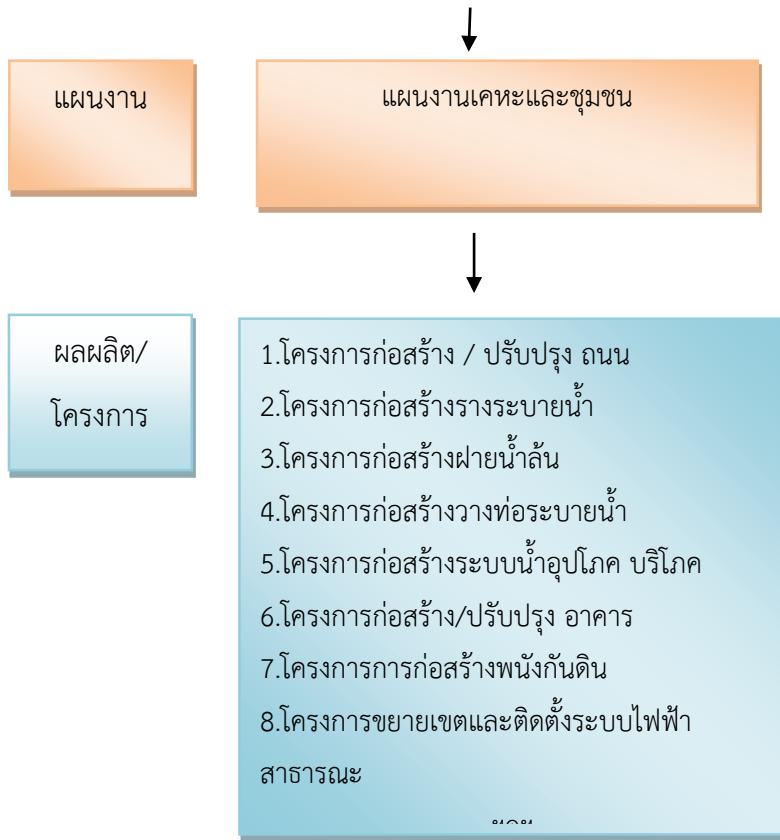 แผนงาน
แผนงานเคหะและชุมชน
ผลผลิต/
โครงการ
1.โครงการก่อสร้าง / ปรับปรุง ถนน
2.โครงการก่อสร้างรางระบายน้ำ
3.โครงการก่อสร้างฝายน้ำล้น
4.โครงการก่อสร้างวางท่อระบายน้ำ
5.โครงการก่อสร้างระบบน้ำอุปโภค บริโภค
6.โครงการก่อสร้าง/ปรับปรุง อาคาร
7.โครงการการก่อสร้างพนังกันดิน
8.โครงการขยายเขตและติดตั้งระบบไฟฟ้า
สาธารณะ